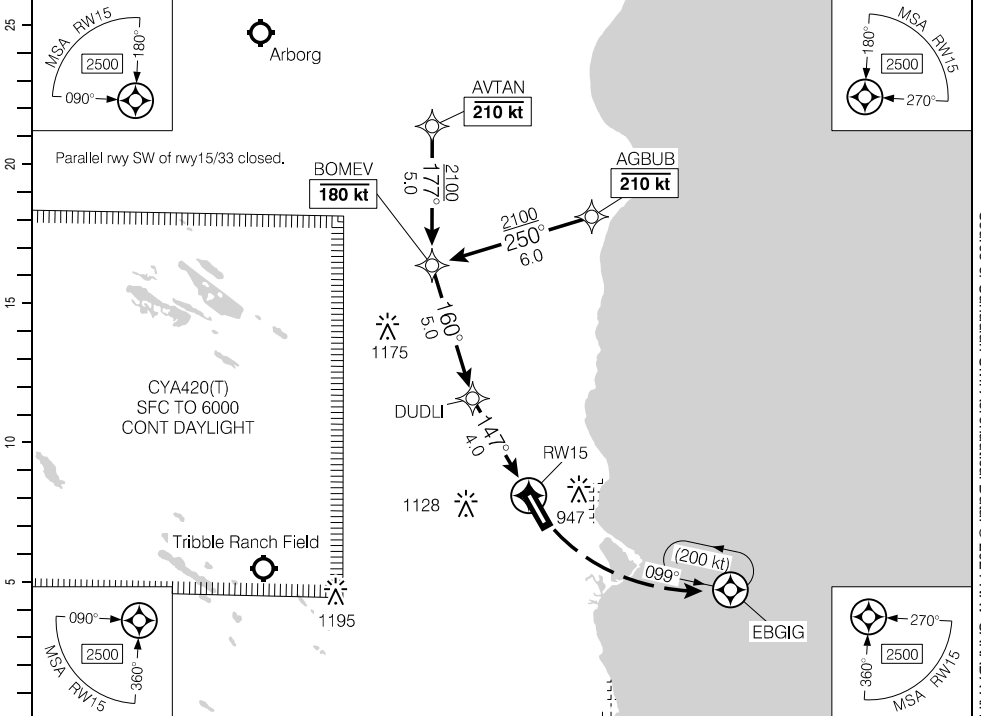 25
MSA RW15
180°
2500
090°
Arborg
AVTAN
210 kt
MSA RW15
180°
2500
270°
20
Parallel rwy SW of rwy15/33 closed.
BOMEV
180 kt
2100
177°
5.0
AGBUB
210 kt
2100
250°
6.0
15
160°
5.0
1175
CYA420(T)
SFC TO 6000
CONT DAYLIGHT
DUDLI
147°
4.0
10
RW15
1128
947
Tribble Ranch Field
5
(200 kt)
099°
EBGIG
1195
090°
2500
360°
MSA RW15
270°
2500
360°
MSA RW15